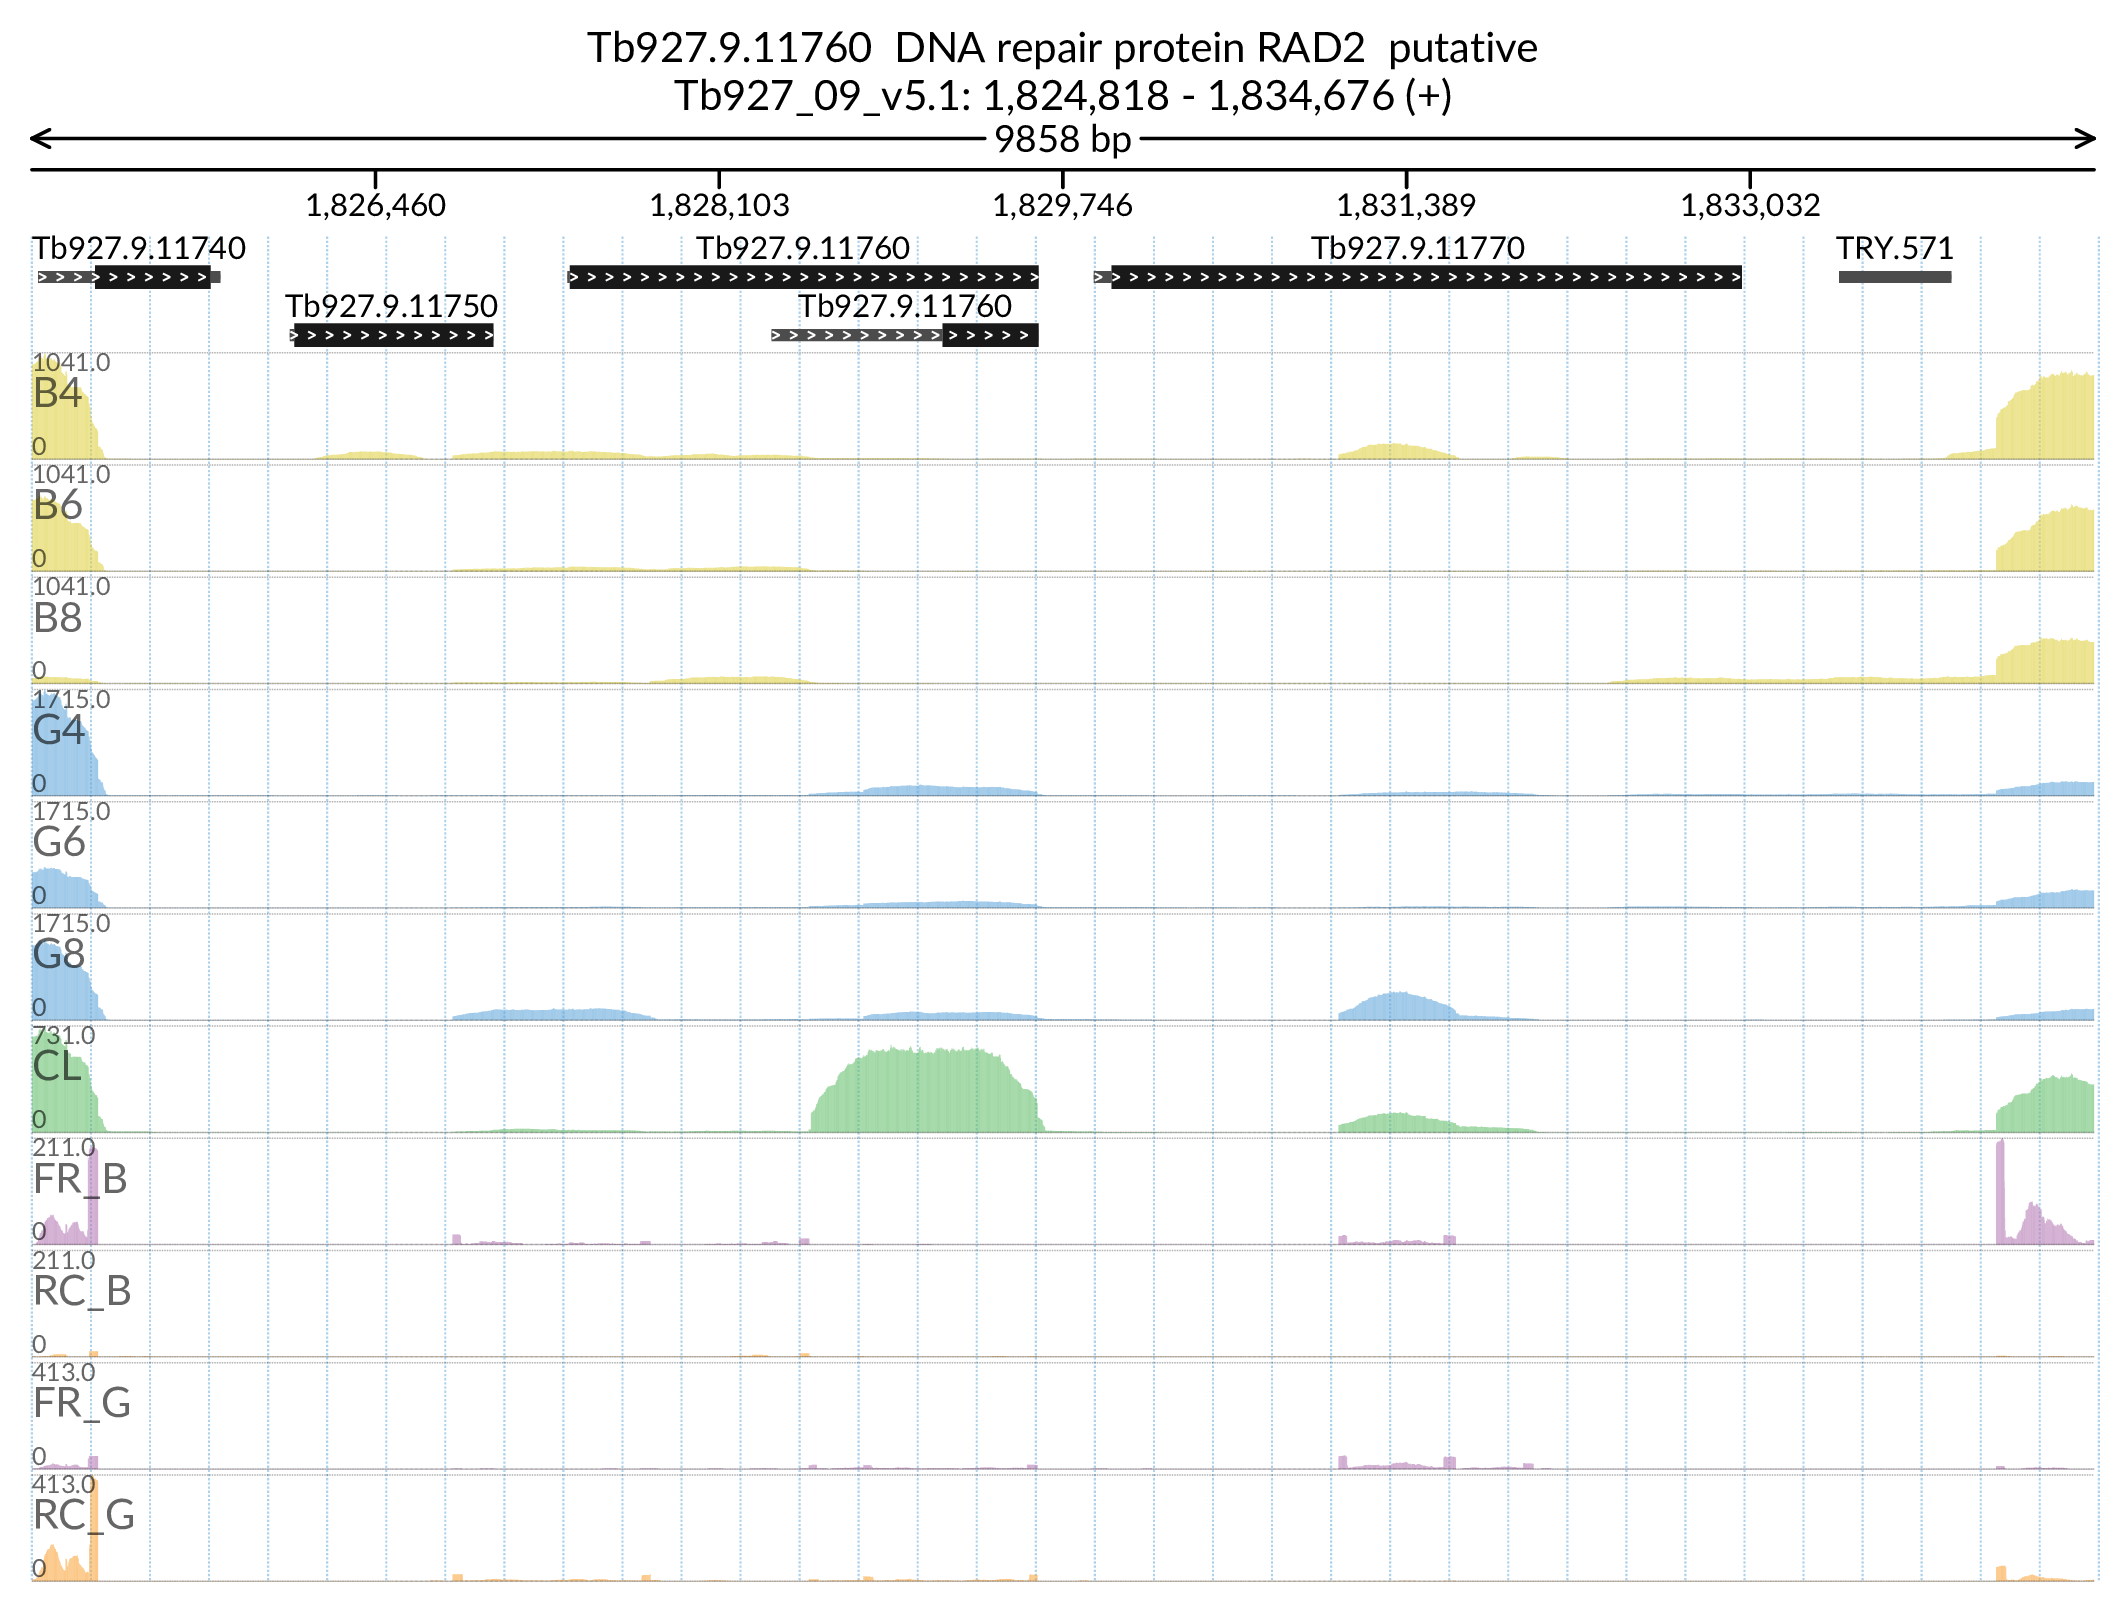 Tb927.9.11760  DNA repair protein RAD2  putative
Tb927_09_v5.1: 1,824,818 - 1,834,676 (+)
9858 bp
1,826,460 1,828,103 1,829,746 1,831,389 1,833,032
Tb927.9.11740 Tb927.9.11760 Tb927.9.11770 TRY.571
Tb927.9.11750 Tb927.9.11760
1041.0
B4
0
1041.0
B6
0
1041.0
B8
0
1715.0
G4
0
1715.0
G6
0
1715.0
G8
0
731.0
CL
0
211.0
FR_B
0
211.0
RC_B
0
413.0
FR_G
0
413.0
RC_G
0